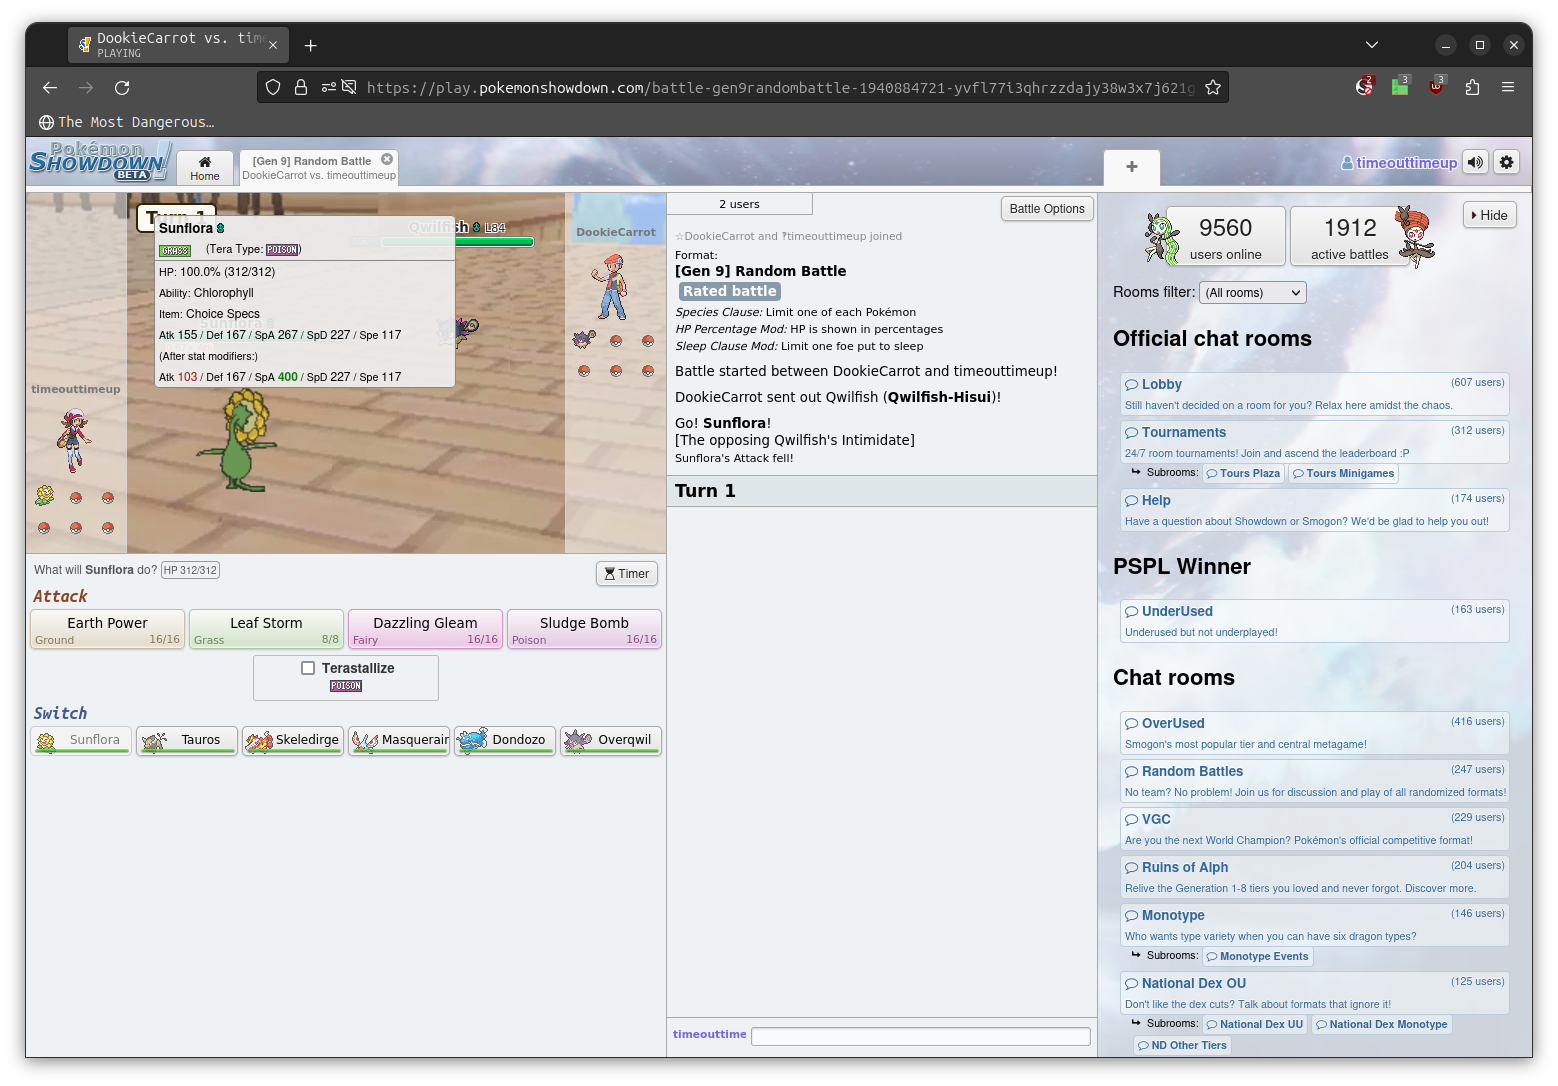 DookieCarrot vs. tim
PLAYING
https://play.pokemonshowdown.com/battle-gen9randombattle-1940884721-yvfl77i3qhrzzdajy38w3x7j621g
2
3
3
The Most Dangerous…
Pokémon
SHOWDOWN!
BETA
Home
[Gen 9] Random Battle
DookieCarrot vs. timeouttimeup
+
timeouttimeup
Turn 1
Sunflora
GRASS (Tera Type: POISON)
HP: 100.0% (312/312)
Ability: Chlorophyll
Item: Choice Specs
Atk 155 / Def 167 / SpA 267 / SpD 227 / Spe 117
(After stat modifiers:)
Atk 103 / Def 167 / SpA 400 / SpD 227 / Spe 117
Qwilfish L84
Sunflora
DookieCarrot
timeouttimeup
What will Sunflora do? HP 312/312
Timer
Attack
Earth Power
Ground 16/16
Leaf Storm
Grass 8/8
Dazzling Gleam
Fairy 16/16
Sludge Bomb
Poison 16/16
Terastallize
POISON
Switch
Sunflora
Tauros
Skeledirge
Masquerain
Dondozo
Overqwil
2 users
Battle Options
☆DookieCarrot and ‽timeouttimeup joined
Format:
[Gen 9] Random Battle
Rated battle
Species Clause: Limit one of each Pokémon
HP Percentage Mod: HP is shown in percentages
Sleep Clause Mod: Limit one foe put to sleep
Battle started between DookieCarrot and timeouttimeup!
DookieCarrot sent out Qwilfish (Qwilfish-Hisui)!
Go! Sunflora!
[The opposing Qwilfish's Intimidate]
Sunflora's Attack fell!
Turn 1
timeouttime
9560
users online
1912
active battles
Hide
Rooms filter: (All rooms)
Official chat rooms
Lobby (607 users)
Still haven't decided on a room for you? Relax here amidst the chaos.
Tournaments (312 users)
24/7 room tournaments! Join and ascend the leaderboard :P
Subrooms: Tours Plaza Tours Minigames
Help (174 users)
Have a question about Showdown or Smogon? We'd be glad to help you out!
PSPL Winner
UnderUsed (163 users)
Underused but not underplayed!
Chat rooms
OverUsed (416 users)
Smogon's most popular tier and central metagame!
Random Battles (247 users)
No team? No problem! Join us for discussion and play of all randomized formats!
VGC (229 users)
Are you the next World Champion? Pokémon's official competitive format!
Ruins of Alph (204 users)
Relive the Generation 1-8 tiers you loved and never forgot. Discover more.
Monotype (146 users)
Who wants type variety when you can have six dragon types?
Subrooms: Monotype Events
National Dex OU (125 users)
Don't like the dex cuts? Talk about formats that ignore it!
Subrooms: National Dex UU National Dex Monotype
ND Other Tiers